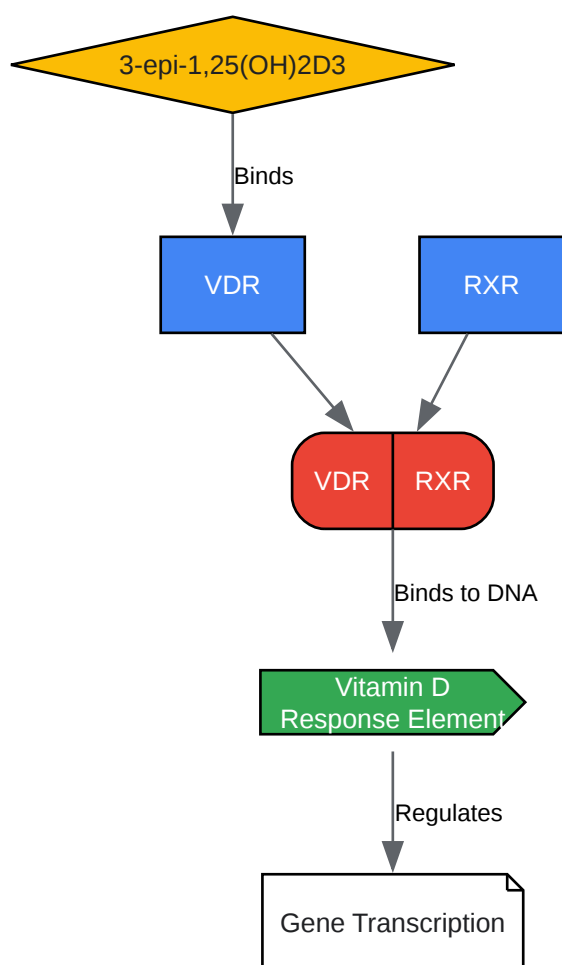 3-epi-1,25(OH)2D3
Binds
VDR
RXR
VDR
RXR
Binds to DNA
Vitamin D
Response Element
Regulates
Gene Transcription